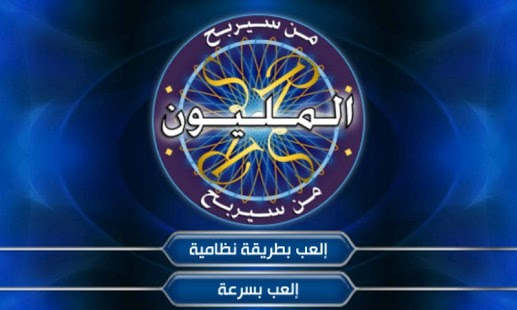 من سيربح
المليون
من سيربح
إلعب بطريقة نظامية
إلعب بسرعة